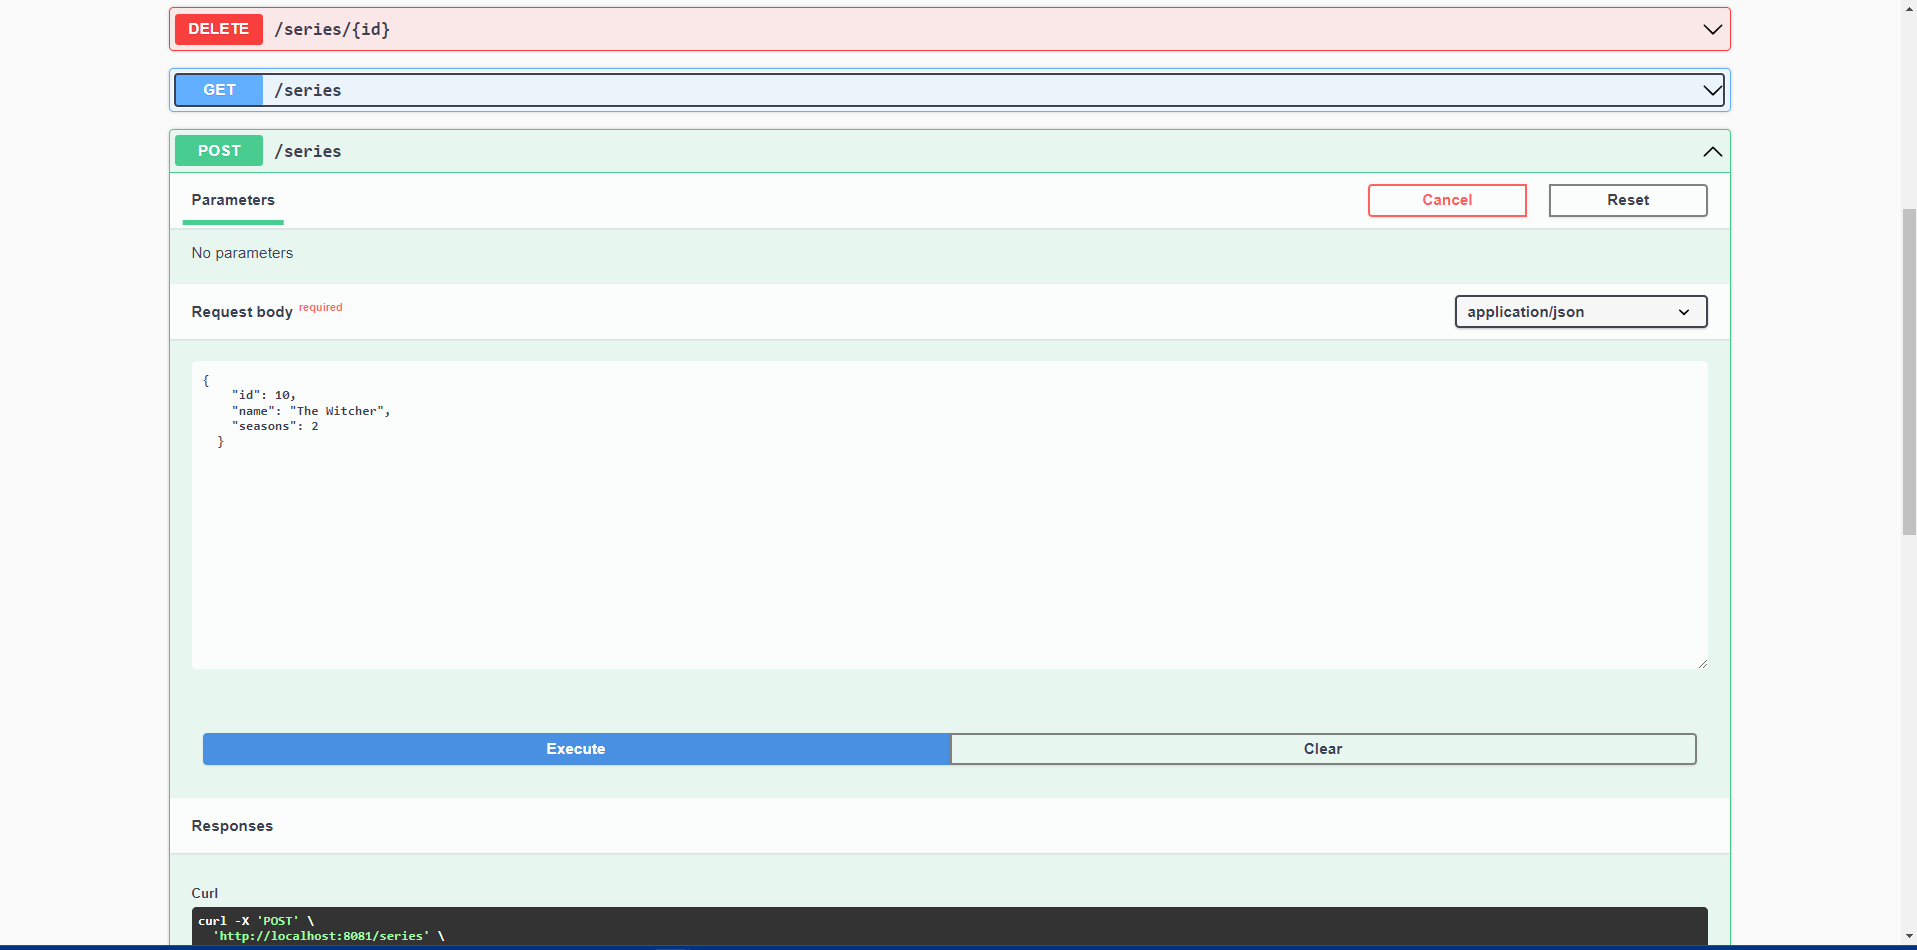 DELETE /series/{id}
GET /series
POST /series
Parameters Cancel Reset
No parameters
Request body required application/json
{
"id": 10,
"name": "The Witcher",
"seasons": 2
}
Execute Clear
Responses
Curl
curl -X 'POST' \
'http://localhost:8081/series' \